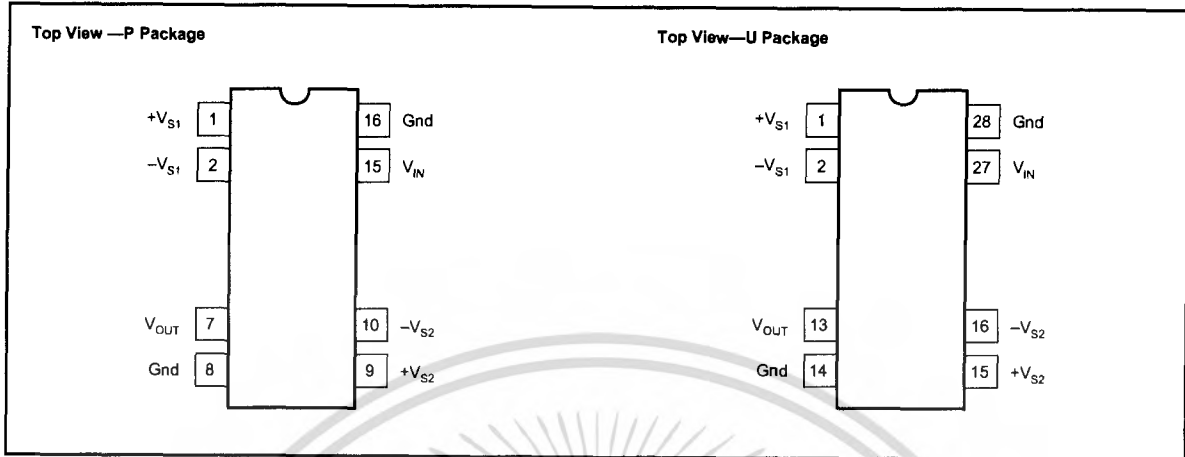 Top View —P Package
+VS1 1 16 Gnd
–VS1 2 15 VIN
VOUT 7 10 –VS2
Gnd 8 9 +VS2
Top View—U Package
+VS1 1 28 Gnd
–VS1 2 27 VIN
VOUT 13 16 –VS2
Gnd 14 15 +VS2